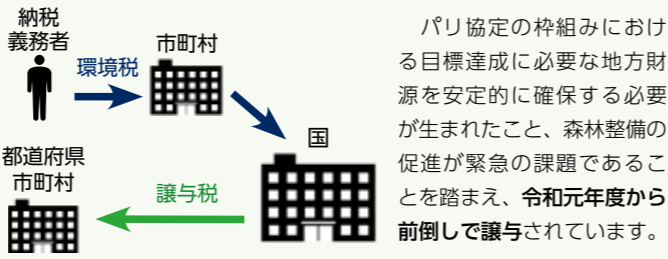 納税
義務者
環境税
市町村
国
譲与税
都道府県
市町村
パリ協定の枠組みにおけ
る目標達成に必要な地方財
源を安定的に確保する必要
が生まれたこと、森林整備の
促進が緊急の課題であるこ
とを踏まえ、令和元年度から
前倒しで譲与されています。